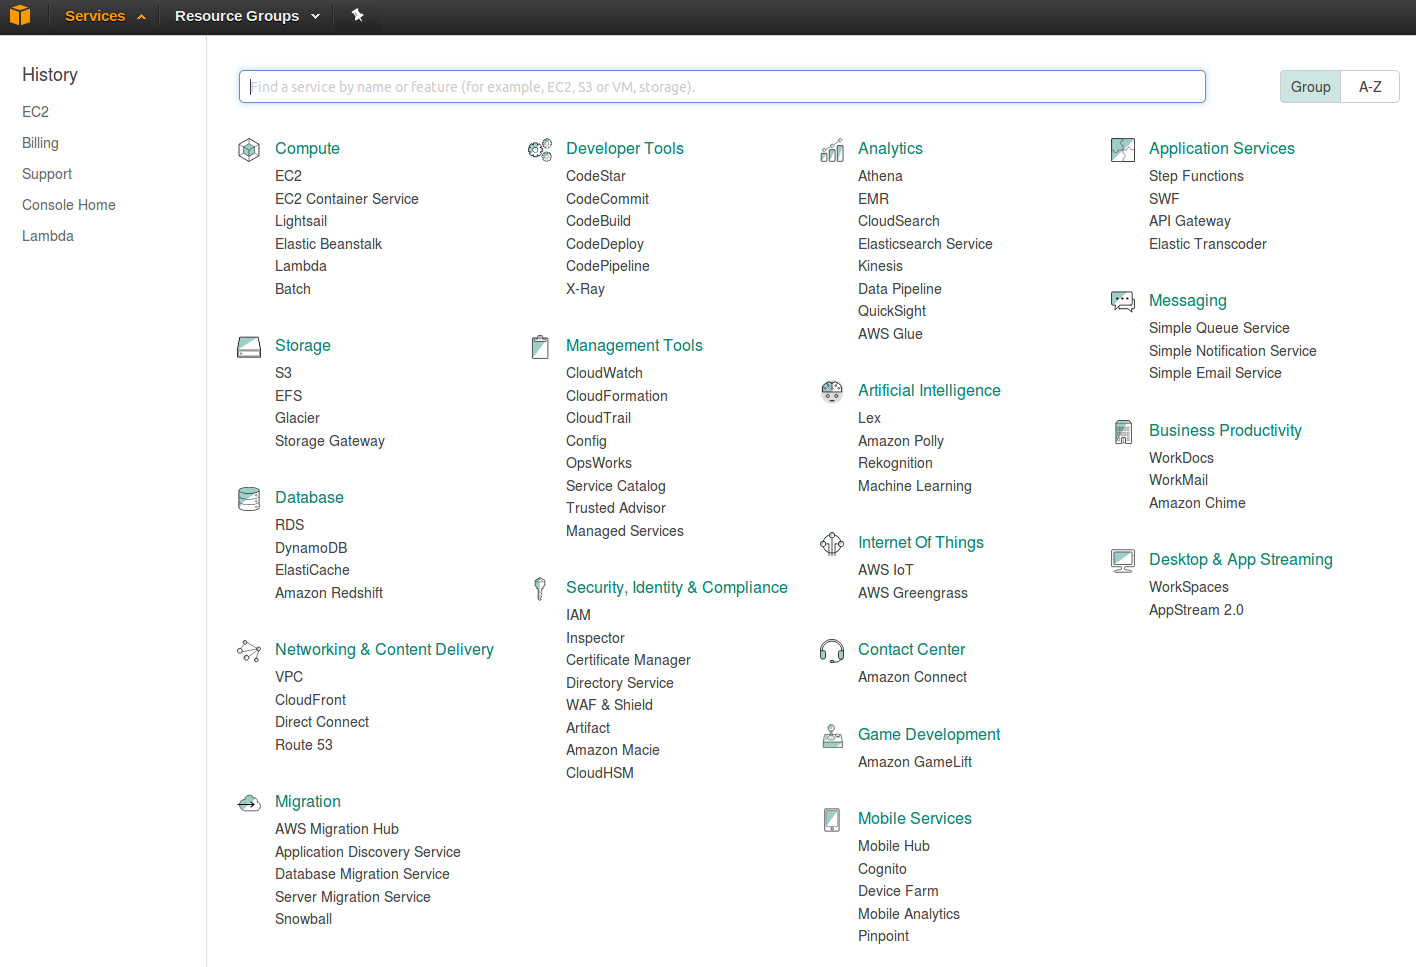 Services
Resource Groups
History
EC2
Billing
Support
Console Home
Lambda
Find a service by name or feature (for example, EC2, S3 or VM, storage).
Group
A-Z
Compute
EC2
EC2 Container Service
Lightsail
Elastic Beanstalk
Lambda
Batch
Storage
S3
EFS
Glacier
Storage Gateway
Database
RDS
DynamoDB
ElastiCache
Amazon Redshift
Networking & Content Delivery
VPC
CloudFront
Direct Connect
Route 53
Migration
AWS Migration Hub
Application Discovery Service
Database Migration Service
Server Migration Service
Snowball
Developer Tools
CodeStar
CodeCommit
CodeBuild
CodeDeploy
CodePipeline
X-Ray
Management Tools
CloudWatch
CloudFormation
CloudTrail
Config
OpsWorks
Service Catalog
Trusted Advisor
Managed Services
Security, Identity & Compliance
IAM
Inspector
Certificate Manager
Directory Service
WAF & Shield
Artifact
Amazon Macie
CloudHSM
Analytics
Athena
EMR
CloudSearch
Elasticsearch Service
Kinesis
Data Pipeline
QuickSight
AWS Glue
Artificial Intelligence
Lex
Amazon Polly
Rekognition
Machine Learning
Internet Of Things
AWS IoT
AWS Greengrass
Contact Center
Amazon Connect
Game Development
Amazon GameLift
Mobile Services
Mobile Hub
Cognito
Device Farm
Mobile Analytics
Pinpoint
Application Services
Step Functions
SWF
API Gateway
Elastic Transcoder
Messaging
Simple Queue Service
Simple Notification Service
Simple Email Service
Business Productivity
WorkDocs
WorkMail
Amazon Chime
Desktop & App Streaming
WorkSpaces
AppStream 2.0